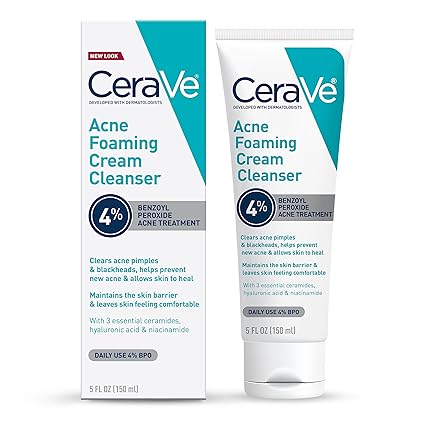 NEW LOOK
CeraVe®
DEVELOPED WITH DERMATOLOGISTS
Acne
Foaming
Cream
Cleanser
4%
BENZOYL
PEROXIDE
ACNE TREATMENT
Clears acne pimples
& blackheads, helps prevent
new acne & allows skin to heal
Maintains the skin barrier
& leaves skin feeling comfortable
With 3 essential ceramides,
hyaluronic acid & niacinamide
DAILY USE 4% BPO
5 FL OZ (150 mL)
CeraVe®
DEVELOPED WITH DERMATOLOGISTS
Acne
Foaming
Cream
Cleanser
4%
BENZOYL
PEROXIDE
ACNE TREATMENT
Clears acne pimples
& blackheads, helps prevent
new acne & allows skin to heal
Maintains the skin barrier
& leaves skin feeling comfortable
With 3 essential ceramides,
hyaluronic acid & niacinamide
DAILY USE 4% BPO
5 FL OZ (150 mL)